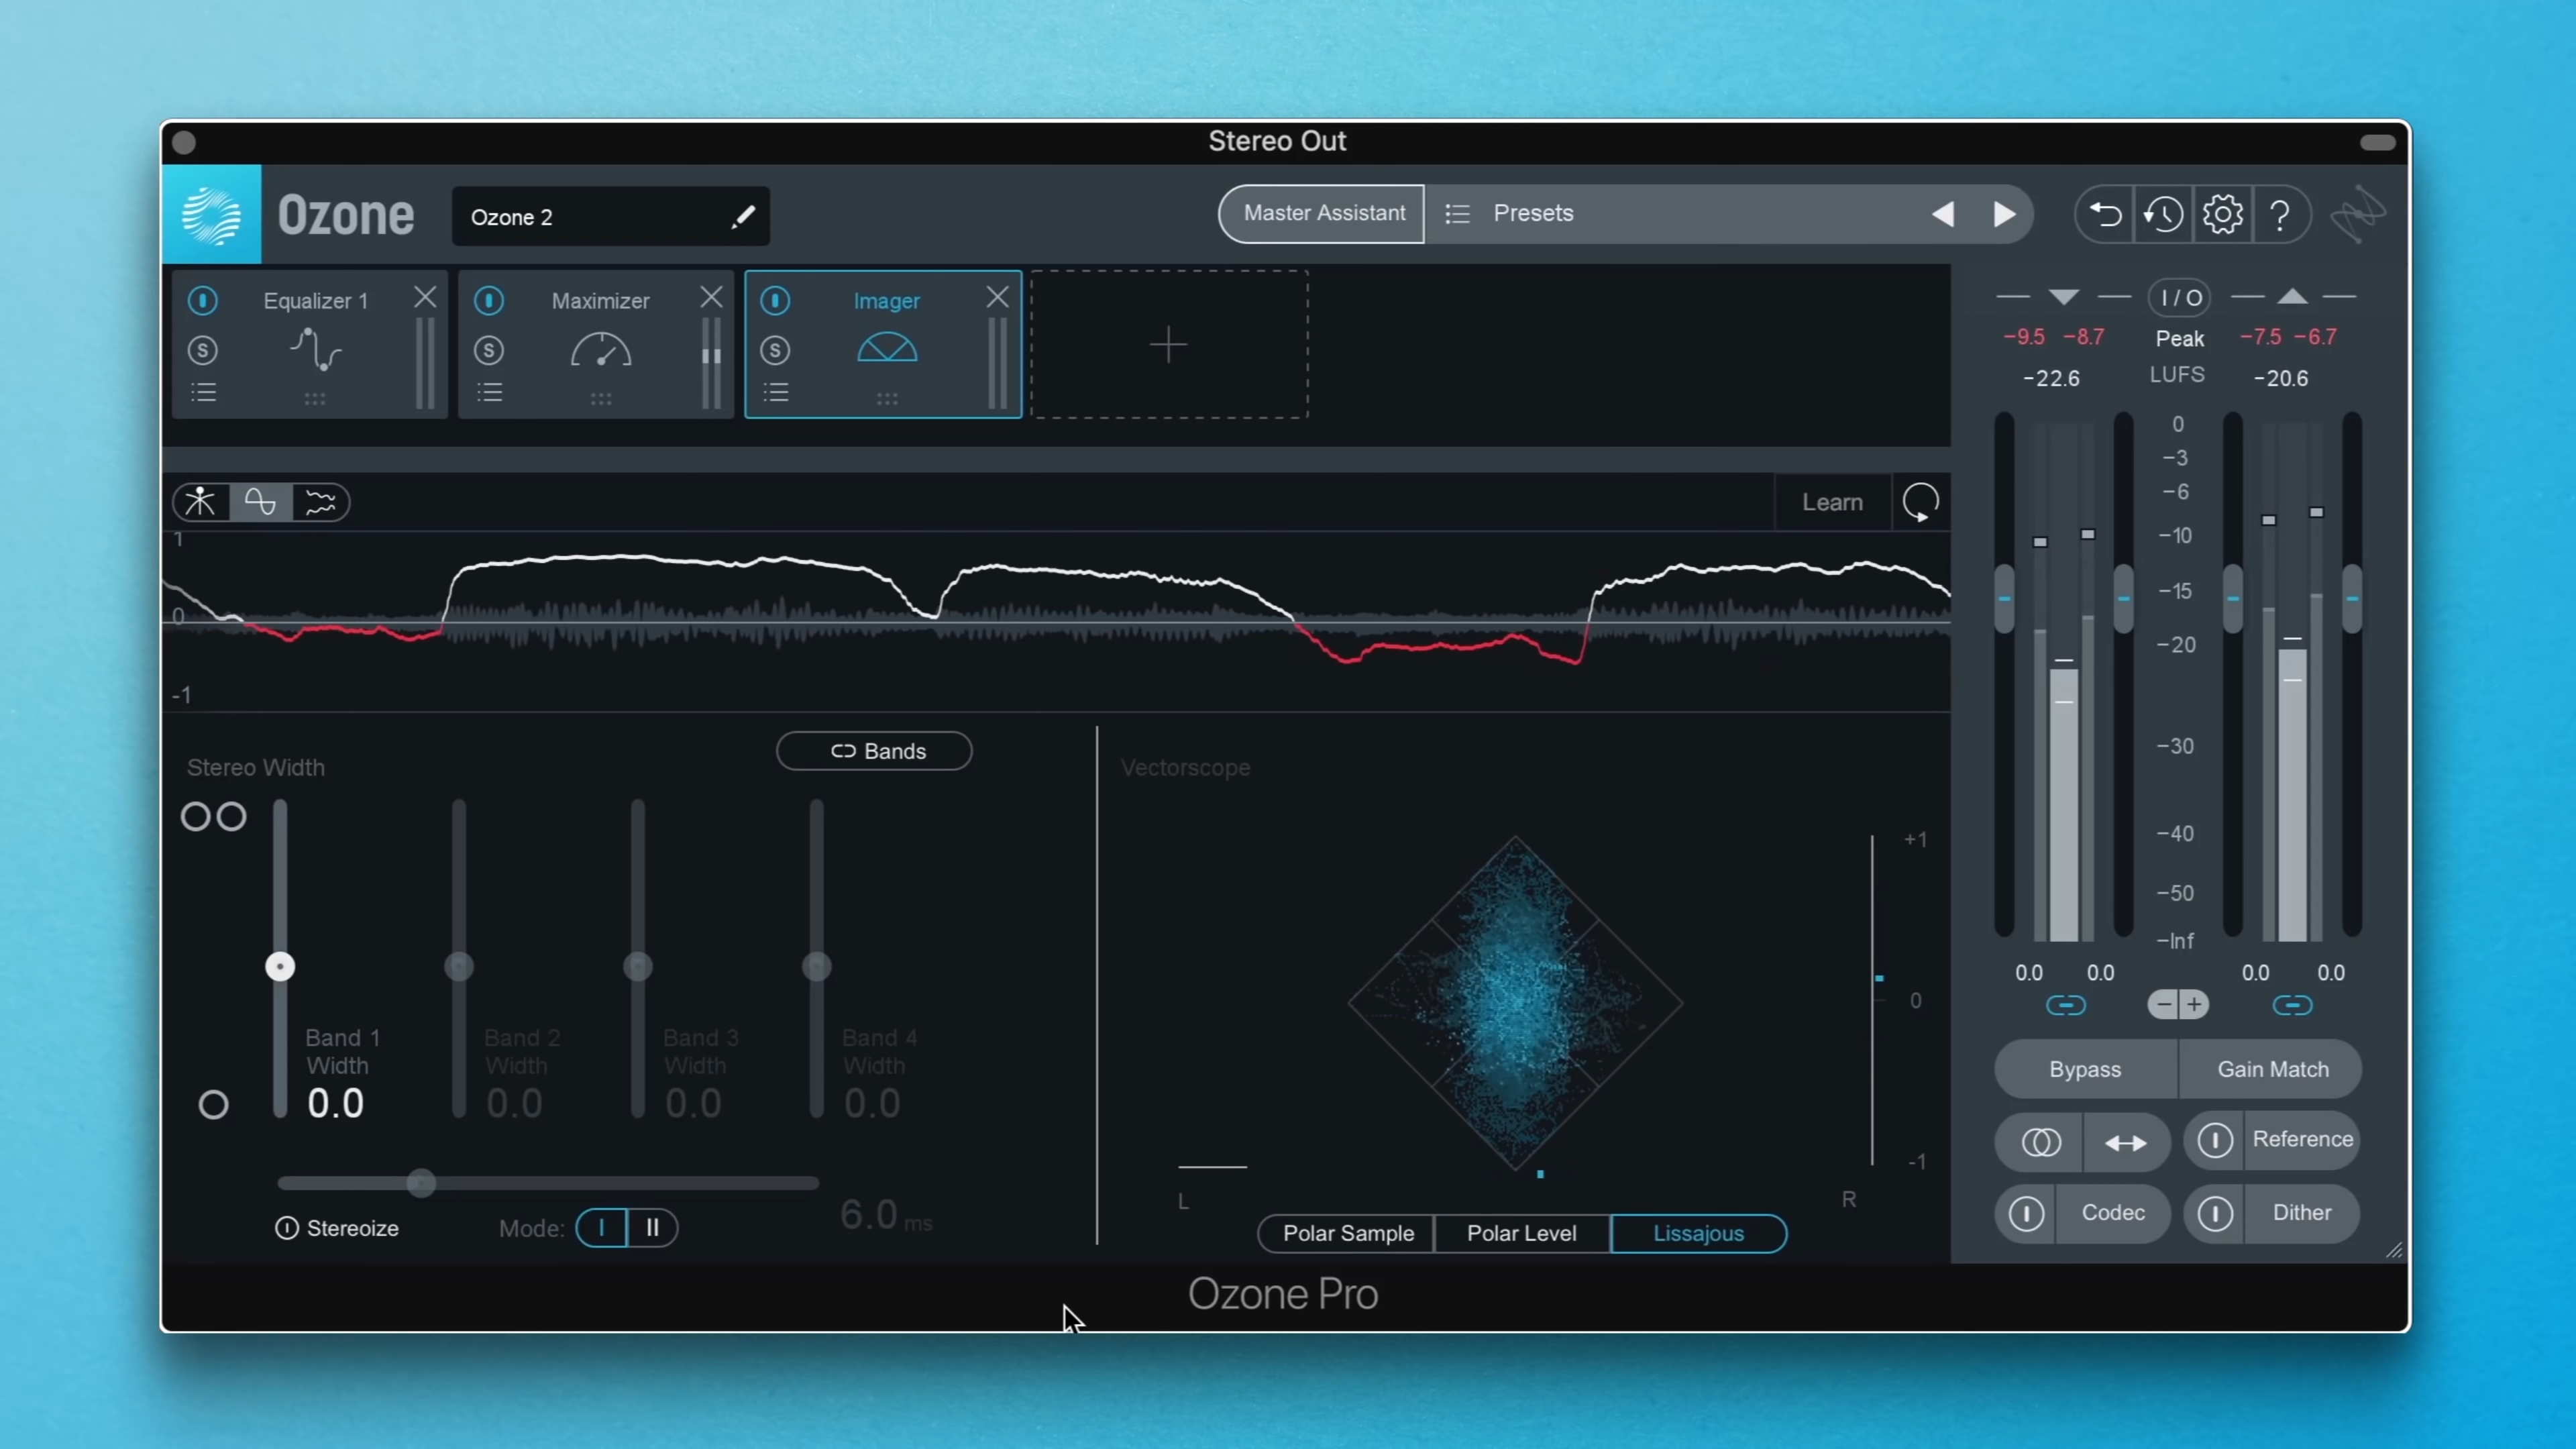 Stereo Out
Ozone
Ozone 2
Master Assistant
Presets
?
Equalizer 1
S
Maximizer
S
Imager
S
+
I / O
-9.5 -8.7 Peak -7.5 -6.7
-22.6 LUFS -20.6
0
-3
-6
-10
-15
-20
-30
-40
-50
-Inf
0.0 0.0 0.0 0.0
- +
Bypass Gain Match
Reference
Codec Dither
Learn
1
0
-1
Stereo Width
Bands
Band 1
Width
0.0
Band 2
Width
0.0
Band 3
Width
0.0
Band 4
Width
0.0
Stereoize
Mode: I II
6.0 ms
Vectorscope
+1
0
-1
L
R
Polar Sample Polar Level Lissajous
Ozone Pro